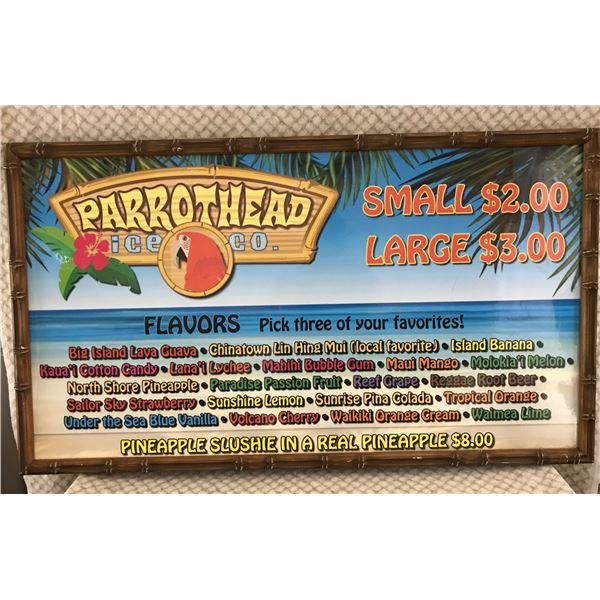 PARROTHEAD
ICE CO.
SMALL $2.00
LARGE $3.00
FLAVORS Pick three of your favorites!
Big Island Lava Guava • Chinatown Lin Hing Mui (local favorite) • Island Banana •
Kaua'i Cotton Candy • Lana'i Lychee • Mahihi Bubble Gum • Maui Mango • Moloka'i Melon •
North Shore Pineapple • Paradise Passion Fruit • Reef Grape • Reggae Root Beer •
Sailor Sky Strawberry • Sunshine Lemon • Sunrise Pina Colada • Tropical Orange •
Under the Sea Blue Vanilla • Volcano Cherry • Waikiki Orange Cream • Waimea Lime
PINEAPPLE SLUSHIE IN A REAL PINEAPPLE $8.00